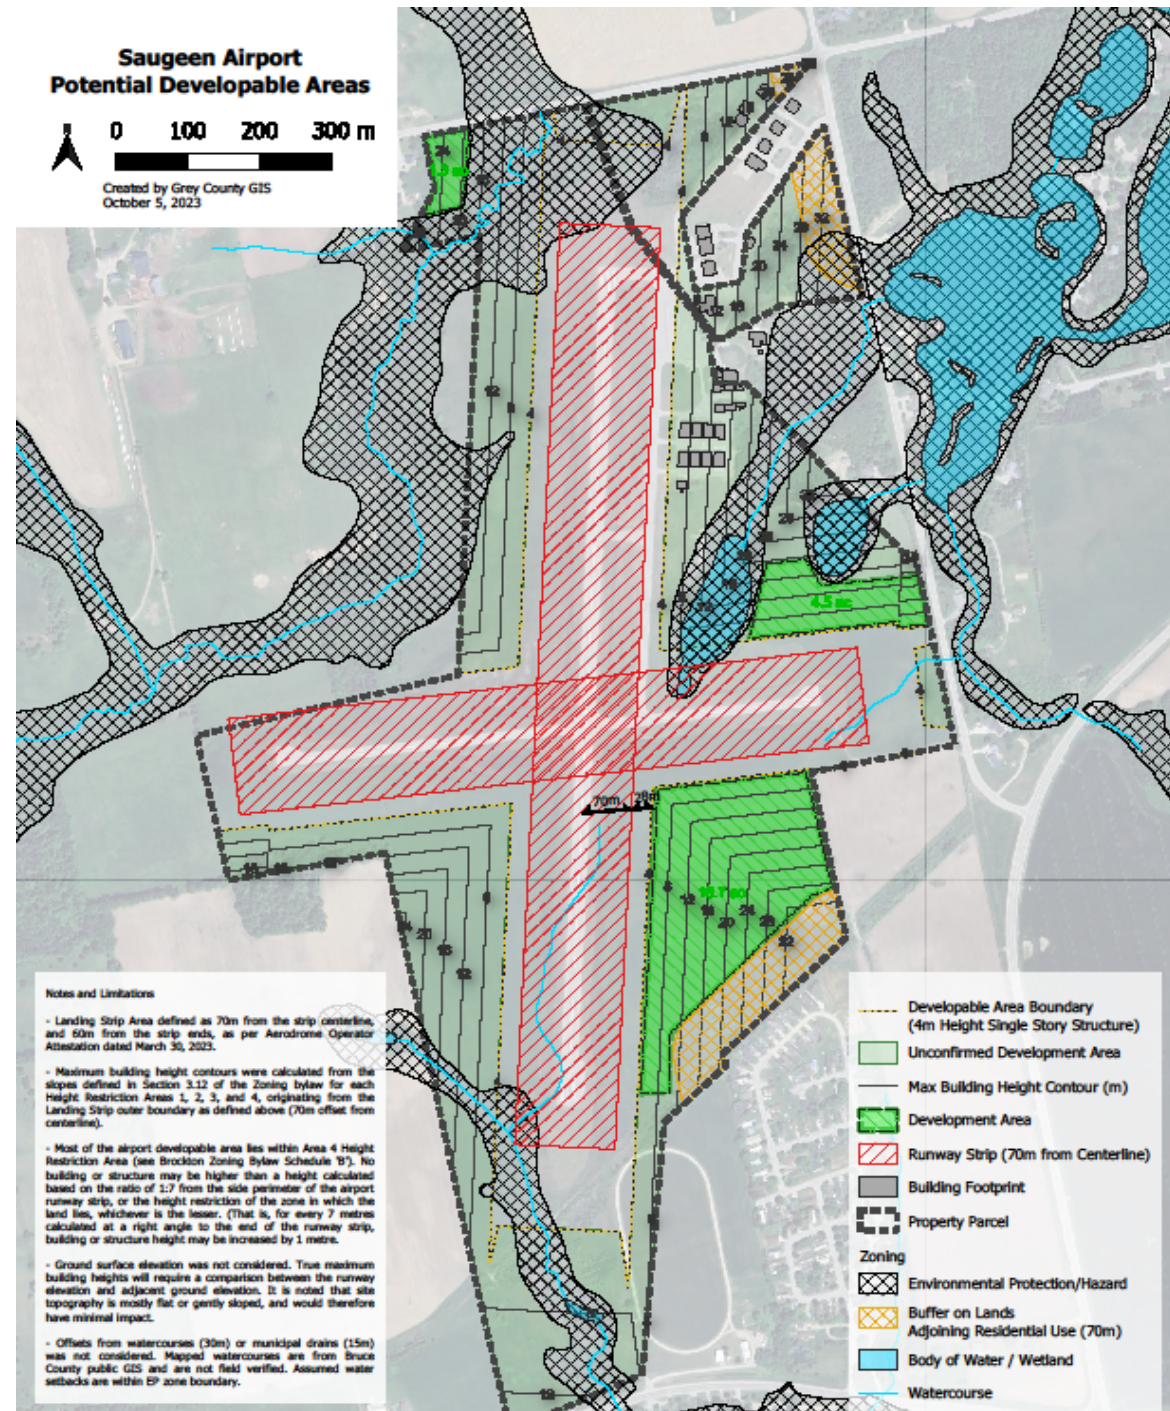 Saugeen Airport
Potential Developable Areas
N
0 100 200 300 m
Created by Grey County GIS
October 5, 2023
4.5 ac
70m 28m
Notes and Limitations
- Landing Strip Area defined as 70m from the strip centerline,
and 60m from the strip ends, as per Aerodrome Operator
Attestation dated March 30, 2023.
- Maximum building height contours were calculated from the
slopes defined in Section 3.12 of the Zoning bylaw for each
Height Restriction Areas 1, 2, 3, and 4, originating from the
Landing Strip outer boundary as defined above (70m offset from
centerline).
- Most of the airport developable area lies within Area 4 Height
Restriction Area (see Brockton Zoning Bylaw Schedule 'B'). No
building or structure may be higher than a height calculated
based on the ratio of 1:7 from the side perimeter of the airport
runway strip, or the height restriction of the zone in which the
land lies, whichever is the lesser. (That is, for every 7 metres
calculated at a right angle to the end of the runway strip,
building or structure height may be increased by 1 metre.
- Ground surface elevation was not considered. True maximum
building heights will require a comparison between the runway
elevation and adjacent ground elevation. It is noted that site
topography is mostly flat or gently sloped, and would therefore
have minimal impact.
- Offsets from watercourses (30m) or municipal drains (15m)
was not considered. Mapped watercourses are from Bruce
County public GIS and are not field verified. Assumed water
setbacks are within EP zone boundary.
Developable Area Boundary
(4m Height Single Story Structure)
Unconfirmed Development Area
Max Building Height Contour (m)
Development Area
Runway Strip (70m from Centerline)
Building Footprint
Property Parcel
Zoning
Environmental Protection/Hazard
Buffer on Lands
Adjoining Residential Use (70m)
Body of Water / Wetland
Watercourse